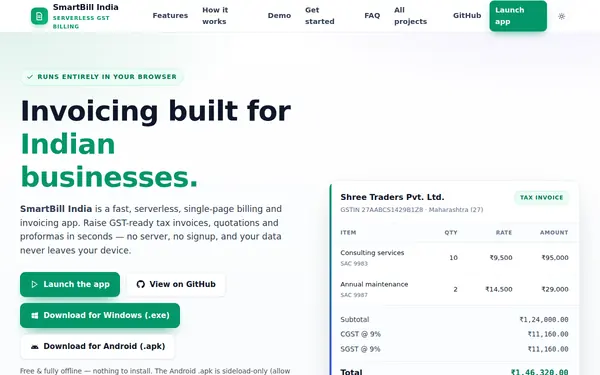 SmartBill India
SERVERLESS GST
BILLING
Features
How it
works
Demo
Get
started
FAQ
All
projects
GitHub
Launch
app
✓ RUNS ENTIRELY IN YOUR BROWSER
Invoicing built for
Indian
businesses.
SmartBill India is a fast, serverless, single-page billing and
invoicing app. Raise GST-ready tax invoices, quotations and
proformas in seconds — no server, no signup, and your data
never leaves your device.
Launch the app
View on GitHub
Download for Windows (.exe)
Download for Android (.apk)
Free & fully offline — nothing to install. The Android .apk is sideload-only (allow
Shree Traders Pvt. Ltd.
TAX INVOICE
GSTIN 27AABCS1429B1Z8 · Maharashtra (27)
ITEM QTY RATE AMOUNT
Consulting services 10 ₹9,500 ₹95,000
SAC 9983
Annual maintenance 2 ₹14,500 ₹29,000
SAC 9987
Subtotal ₹1,24,000.00
CGST @ 9% ₹11,160.00
SGST @ 9% ₹11,160.00
Total ₹1,46,320.00